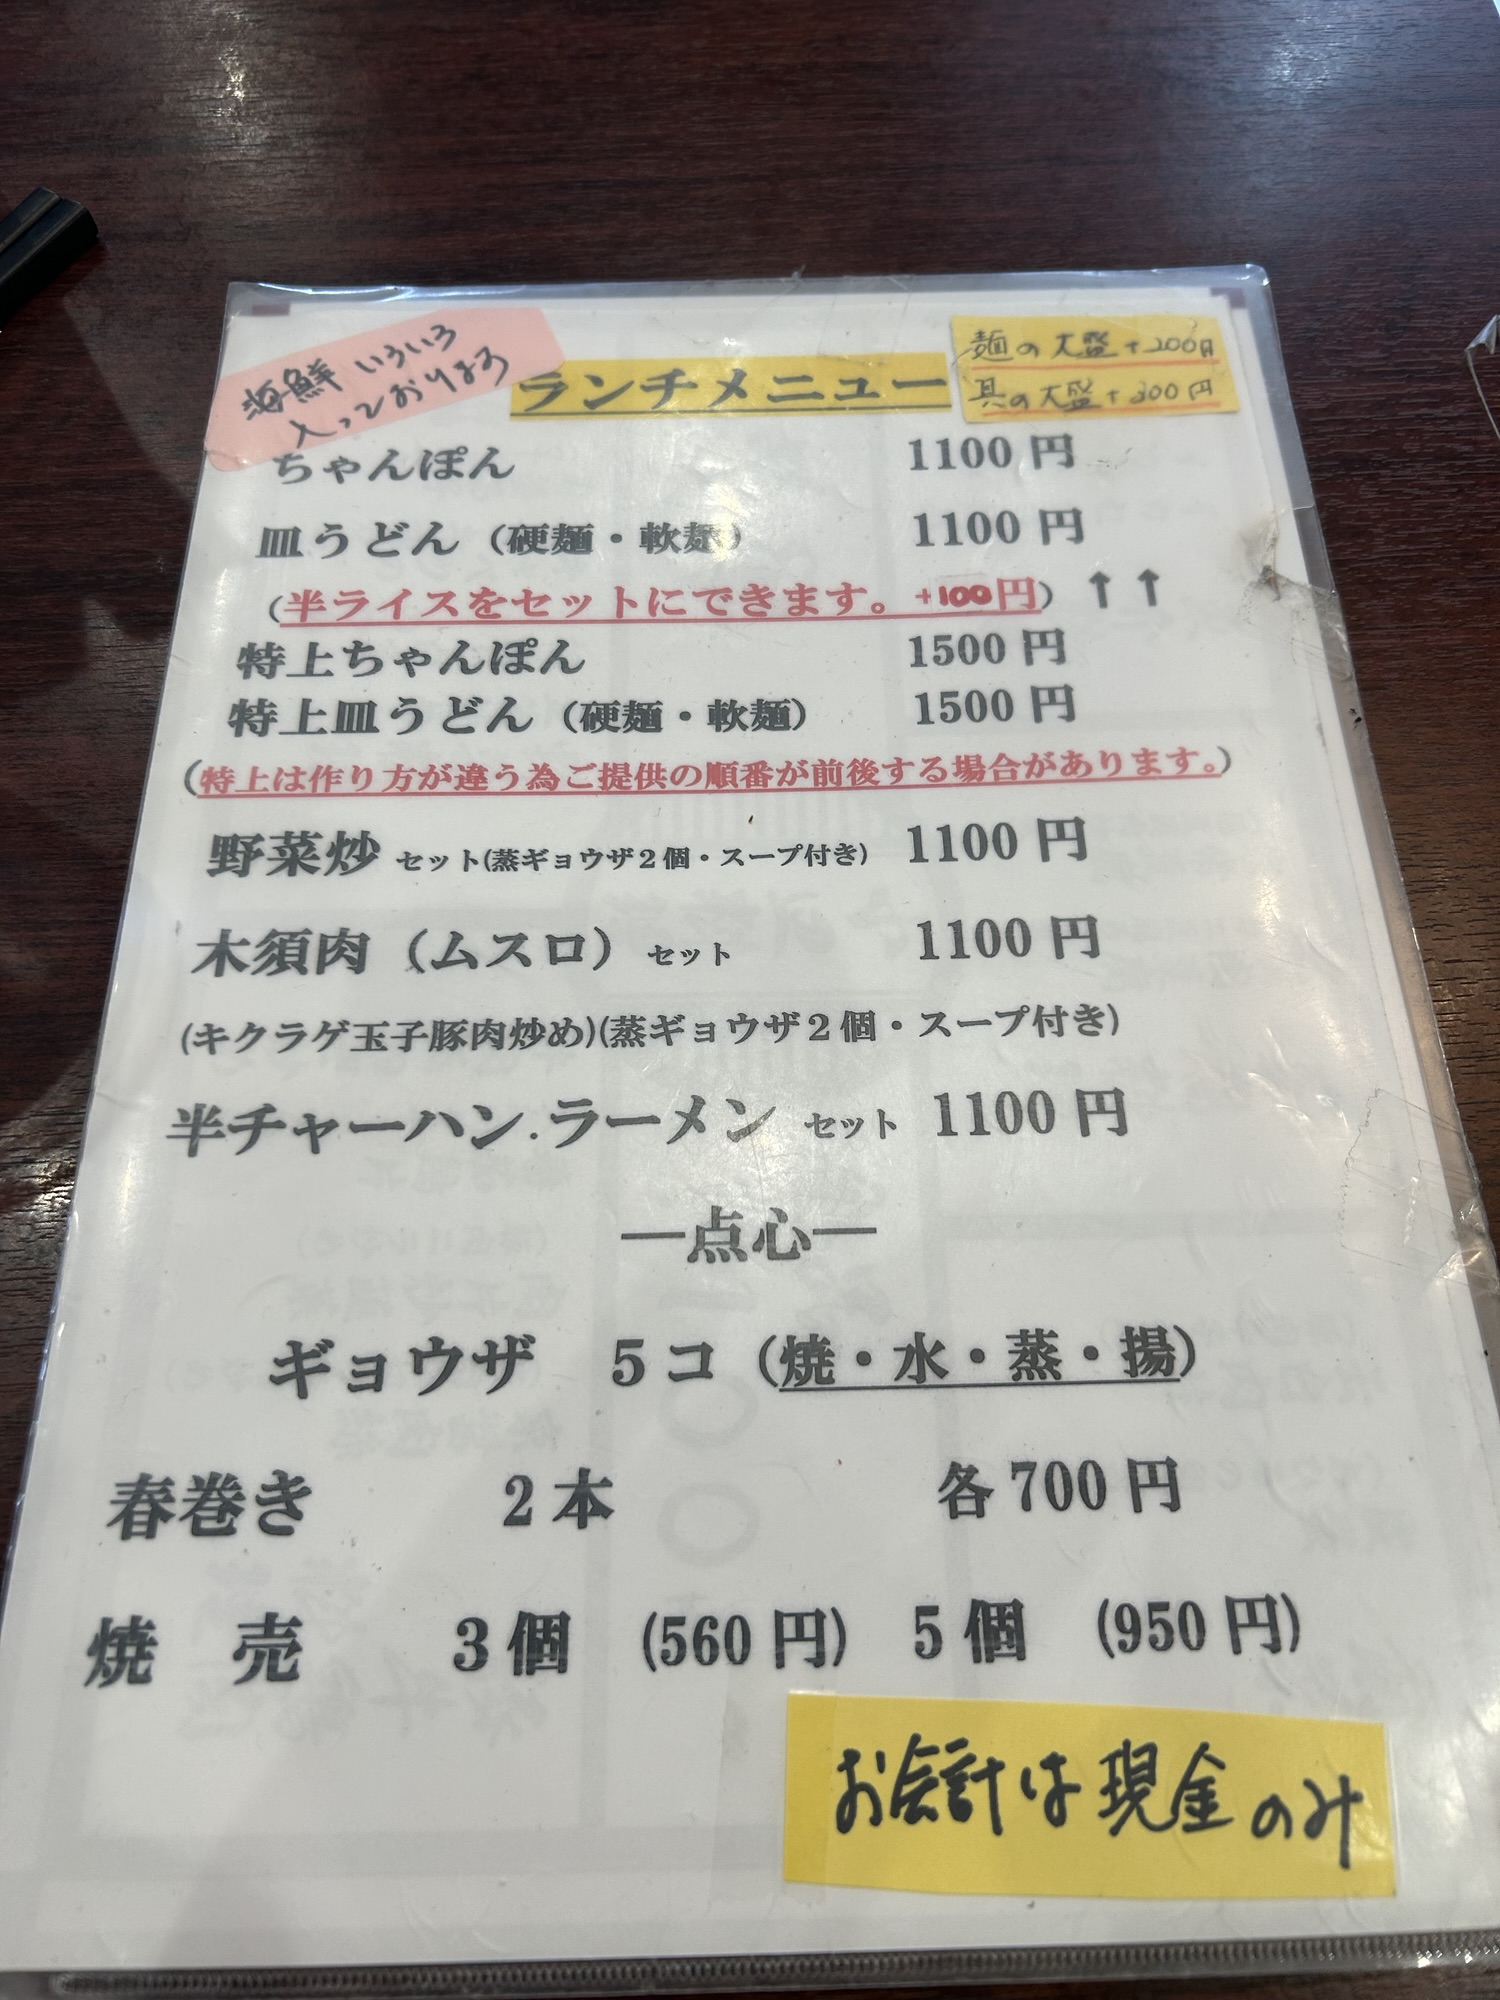 海鮮いろいろ
入っております
ランチメニュー
麺の大盛+200円
具の大盛+300円
ちゃんぽん 1100円
皿うどん（硬麺・軟麺） 1100円
（半ライスをセットにできます。+100円） ↑ ↑
特上ちゃんぽん 1500円
特上皿うどん（硬麺・軟麺） 1500円
（特上は作り方が違う為ご提供の順番が前後する場合があります。）
野菜炒 セット(蒸ギョウザ２個・スープ付き) 1100円
木須肉（ムスロ）セット 1100円
(キクラゲ玉子豚肉炒め)(蒸ギョウザ２個・スープ付き)
半チャーハン.ラーメン セット 1100円
―点心―
ギョウザ ５コ（焼・水・蒸・揚）
春巻き ２本 各700円
焼 売 ３個 (560円) ５個 (950円)
お会計は現金のみ